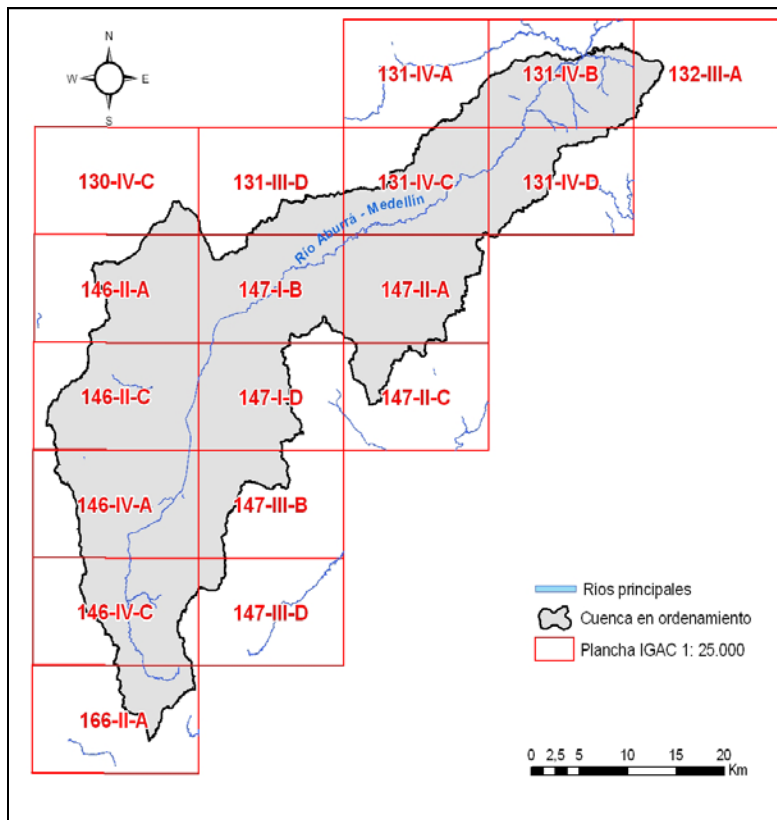 N
W E
S
131-IV-A 131-IV-B 132-III-A
130-IV-C 131-III-D 131-IV-C 131-IV-D
Río Aburrá - Medellín
146-II-A 147-I-B 147-II-A
146-II-C 147-I-D 147-II-C
146-IV-A 147-III-B
146-IV-C 147-III-D
166-II-A
Rios principales
Cuenca en ordenamiento
Plancha IGAC 1: 25.000
0 2,5 5 10 15 20
Km